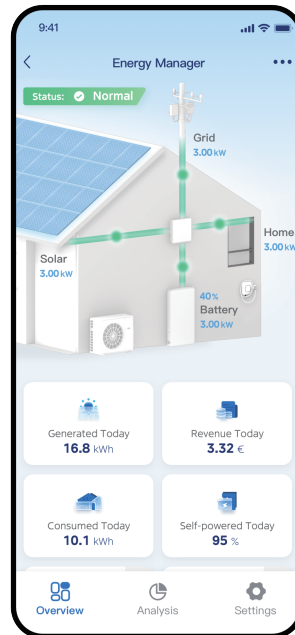 9:41
Energy Manager
Status: Normal
Grid
3.00 kW
Home
3.00 kW
Solar
3.00 kW
40%
Battery
3.00 kW
Generated Today
16.8 kWh
Revenue Today
3.32 €
Consumed Today
10.1 kWh
Self-powered Today
95 %
Overview
Analysis
Settings